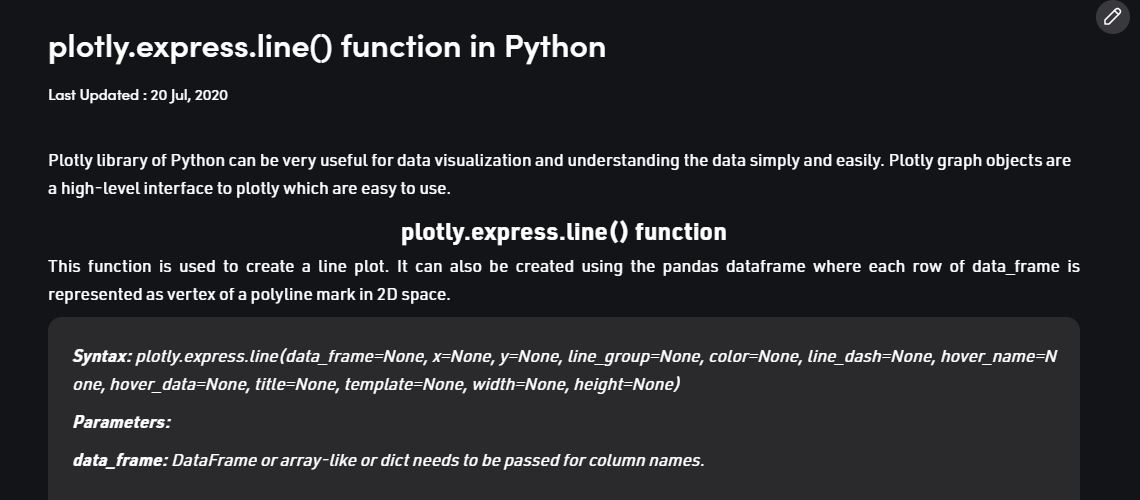 plotly.express.line() function in Python
Last Updated : 20 Jul, 2020
Plotly library of Python can be very useful for data visualization and understanding the data simply and easily. Plotly graph objects are
a high-level interface to plotly which are easy to use.
plotly.express.line() function
This function is used to create a line plot. It can also be created using the pandas dataframe where each row of data_frame is
represented as vertex of a polyline mark in 2D space.
Syntax: plotly.express.line(data_frame=None, x=None, y=None, line_group=None, color=None, line_dash=None, hover_name=N
one, hover_data=None, title=None, template=None, width=None, height=None)
Parameters:
data_frame: DataFrame or array-like or dict needs to be passed for column names.